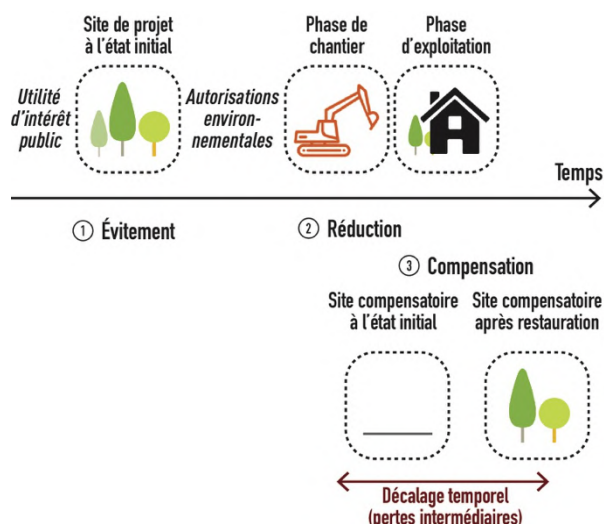 Site de projet
à l'état initial
Phase de
chantier
Phase
d'exploitation
Utilité
d'intérêt
public
Autorisations
environ-
nementales
Temps
① Évitement
② Réduction
③ Compensation
Site compensatoire
à l'état initial
Site compensatoire
après restauration
Décalage temporel
(pertes intermédiaires)